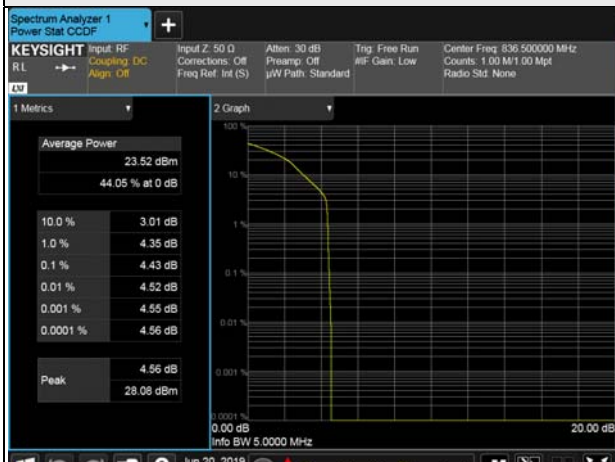 Spectrum Analyzer 1
Power Stat CCDF
KEYSIGHT
RL
LXI
Input: RF
Coupling: DC
Align: Off
Input Z: 50 Ω
Corrections: Off
Freq Ref: Int (S)
Atten: 30 dB
Preamp: Off
µW Path: Standard
Trig: Free Run
#IF Gain: Low
Center Freq: 836.500000 MHz
Counts: 1.00 M/1.00 Mpt
Radio Std: None
1 Metrics
Average Power
23.52 dBm
44.05 % at 0 dB
10.0 % 3.01 dB
1.0 % 4.35 dB
0.1 % 4.43 dB
0.01 % 4.52 dB
0.001 % 4.55 dB
0.0001 % 4.56 dB
Peak
4.56 dB
28.08 dBm
2 Graph
100 %
10 %
1 %
0.1 %
0.01 %
0.001 %
0.0001 %
0.00 dB 20.00 dB
Info BW 5.0000 MHz
Jun 20, 2019